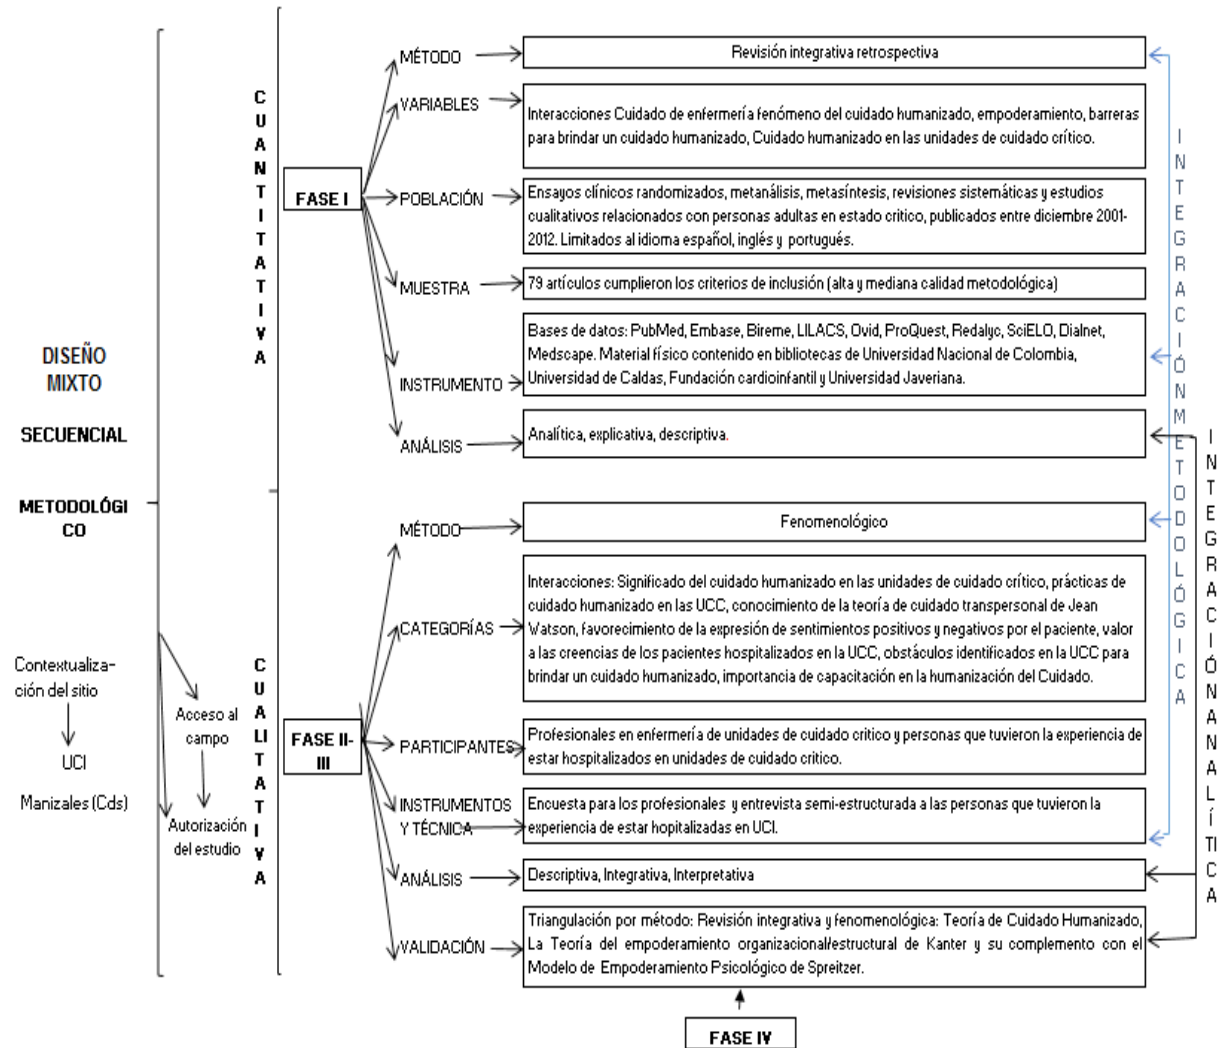 DISEÑO
MIXTO
SECUENCIAL
METODOLÓGI
CO
Contextualiza-
ción del sitio
UCI
Manizales (Cds)
Acceso al
campo
Autorización
del estudio
CUANTITATIVA
FASE I
MÉTODO
Revisión integrativa retrospectiva
VARIABLES
Interacciones Cuidado de enfermería fenómeno del cuidado humanizado, empoderamiento, barreras
para brindar un cuidado humanizado, Cuidado humanizado en las unidades de cuidado crítico.
POBLACIÓN
Ensayos clínicos randomizados, metanálisis, metasíntesis, revisiones sistemáticas y estudios
cualitativos relacionados con personas adultas en estado critico, publicados entre diciembre 2001-
2012. Limitados al idioma español, inglés y portugués.
MUESTRA
79 artículos cumplieron los criterios de inclusión (alta y mediana calidad metodológica)
INSTRUMENTO
Bases de datos: PubMed, Embase, Bireme, LILACS, Ovid, ProQuest, Redalyc, SciELO, Dialnet,
Medscape. Material físico contenido en bibliotecas de Universidad Nacional de Colombia,
Universidad de Caldas, Fundación cardioinfantil y Universidad Javeriana.
ANÁLISIS
Analítica, explicativa, descriptiva.
CUALITATIVA
FASE II-
III
MÉTODO
Fenomenológico
CATEGORÍAS
Interacciones: Significado del cuidado humanizado en las unidades de cuidado crítico, prácticas de
cuidado humanizado en las UCC, conocimiento de la teoría de cuidado transpersonal de Jean
Watson, favorecimiento de la expresión de sentimientos positivos y negativos por el paciente, valor
a las creencias de los pacientes hospitalizados en la UCC, obstáculos identificados en la UCC para
brindar un cuidado humanizado, importancia de capacitación en la humanización del Cuidado.
PARTICIPANTES
Profesionales en enfermería de unidades de cuidado critico y personas que tuvieron la experiencia de
estar hospitalizados en unidades de cuidado critico.
INSTRUMENTOS
Y TÉCNICA
Encuesta para los profesionales y entrevista semi-estructurada a las personas que tuvieron la
experiencia de estar hopitalizadas en UCI.
ANÁLISIS
Descriptiva, Integrativa, Interpretativa
VALIDACIÓN
Triangulación por método: Revisión integrativa y fenomenológica: Teoría de Cuidado Humanizado,
La Teoría del empoderamiento organizacional/estructural de Kanter y su complemento con el
Modelo de Empoderamiento Psicológico de Spreitzer.
FASE IV
INTEGRACIÓNMETODOLÓGICA
INTEGRACIÓNANALÍTICA